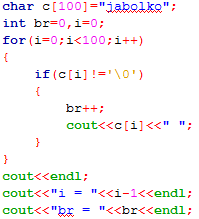 char c[100]="jabolko";
int br=0,i=0;
for(i=0;i<100;i++)
{
if(c[i]!='\0')
{
br++;
cout<<c[i]<<" ";
}
}
cout<<endl;
cout<<"i = "<<i-1<<endl;
cout<<"br = "<<br<<endl;